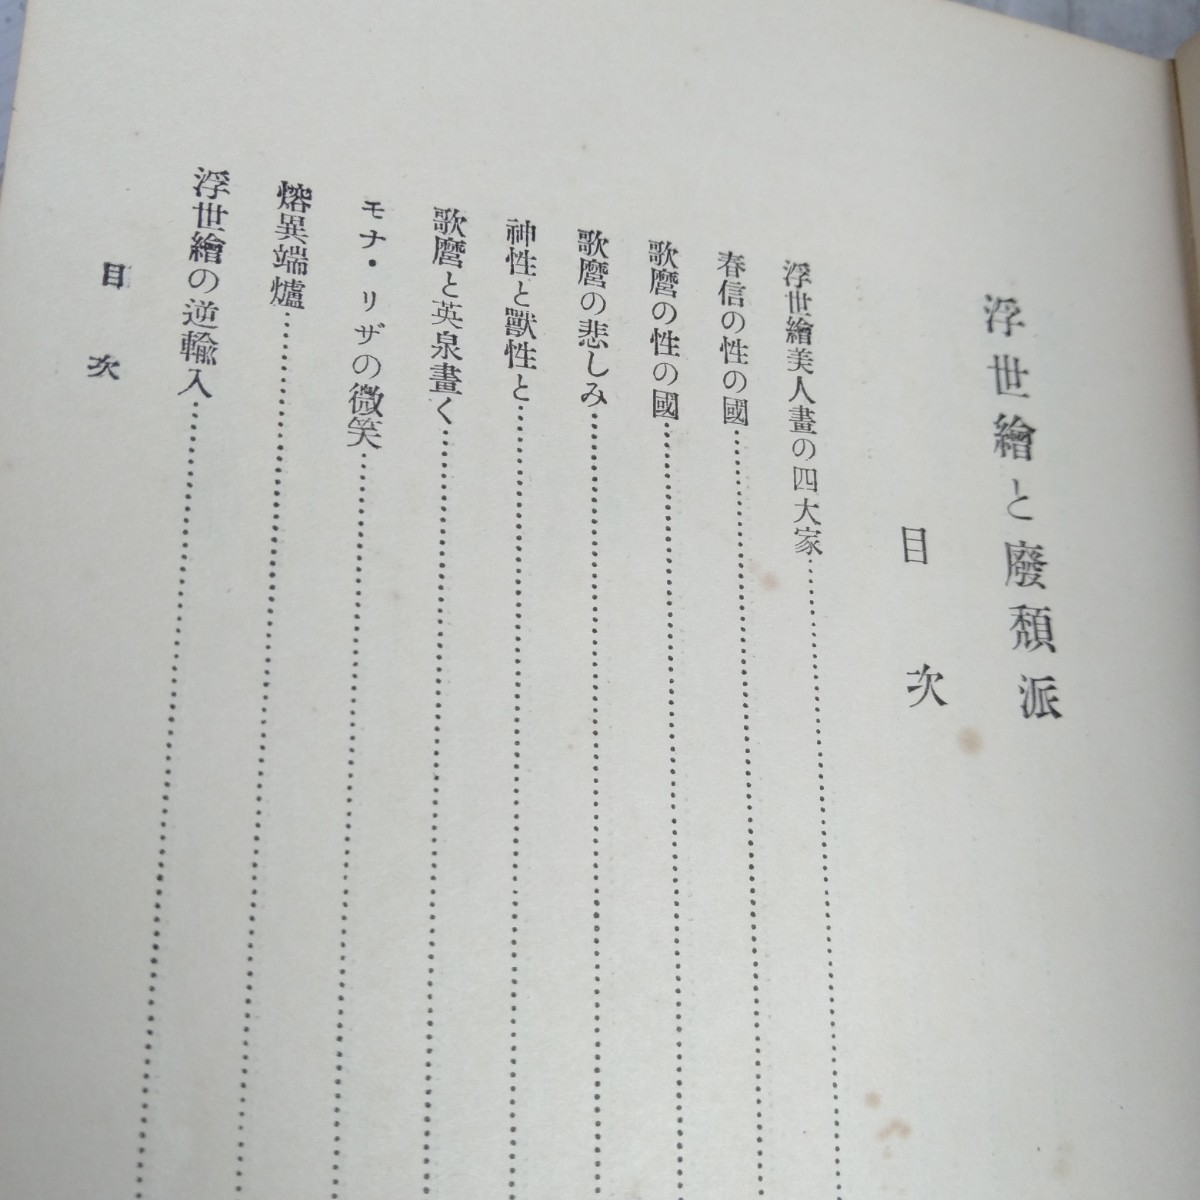 浮世繪と廢頽派
目次
浮世繪美人畫の四大家
春信の性の國
歌麿の性の國
歌麿の悲しみ
神性と獸性と
歌麿と英泉畫く
モナ・リザの微笑
熔異端爐
浮世繪の逆輸入
目次